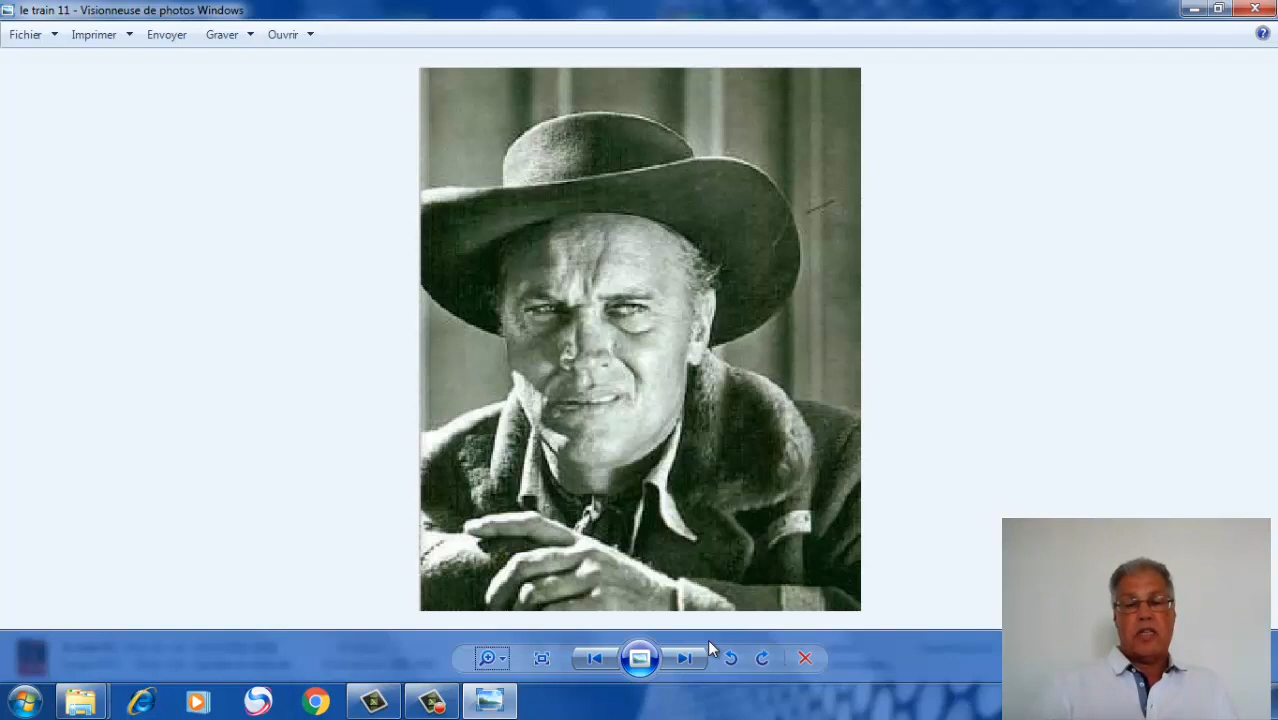 le train 11 - Visionneuse de photos Windows
Fichier Imprimer Envoyer Graver Ouvrir